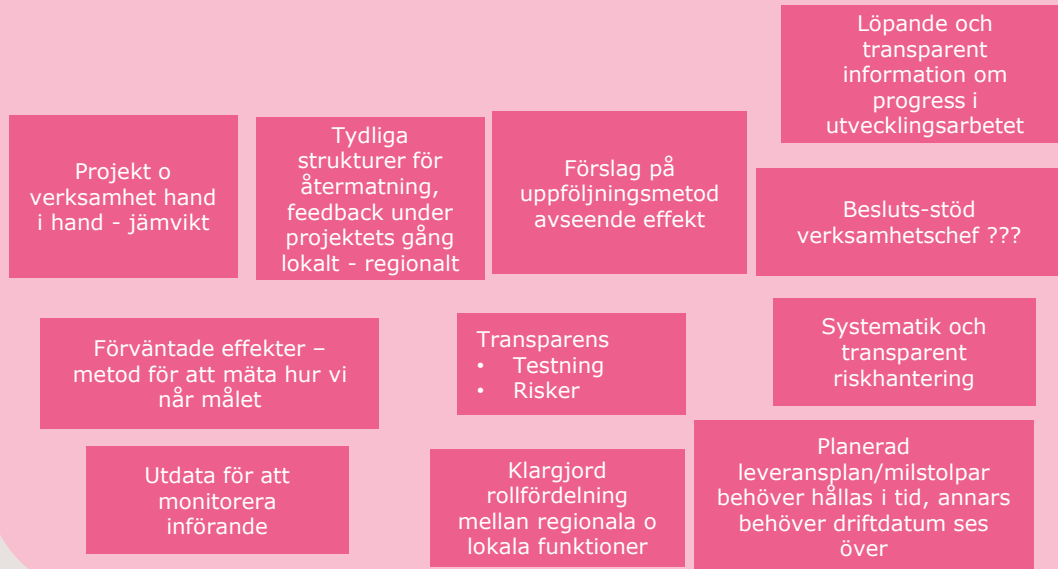 Löpande och
transparent
information om
progress i
utvecklingsarbetet
Projekt o
verksamhet hand
i hand - jämvikt
Tydliga
strukturer för
återmatning,
feedback under
projektets gång
lokalt - regionalt
Förslag på
uppföljningsmetod
avseende effekt
Besluts-stöd
verksamhetschef ???
Förväntade effekter –
metod för att mäta hur vi
når målet
Transparens
• Testning
• Risker
Systematik och
transparent
riskhantering
Utdata för att
monitorera
införande
Klargjord
rollfördelning
mellan regionala o
lokala funktioner
Planerad
leveransplan/milstolpar
behöver hållas i tid, annars
behöver driftdatum ses
över